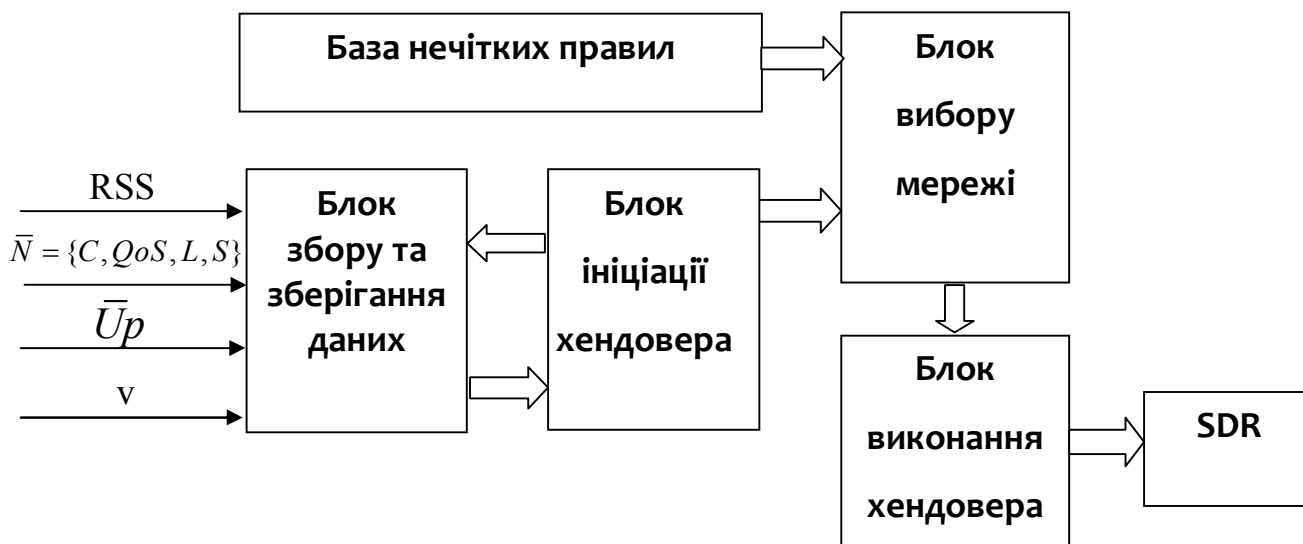 База нечітких правил
Блок
вибору
мережі
RSS
N̅ = {C, QoS, L, S}
U̅p
v
Блок
збору та
зберігання
даних
Блок
ініціації
хендовера
Блок
виконання
хендовера
SDR